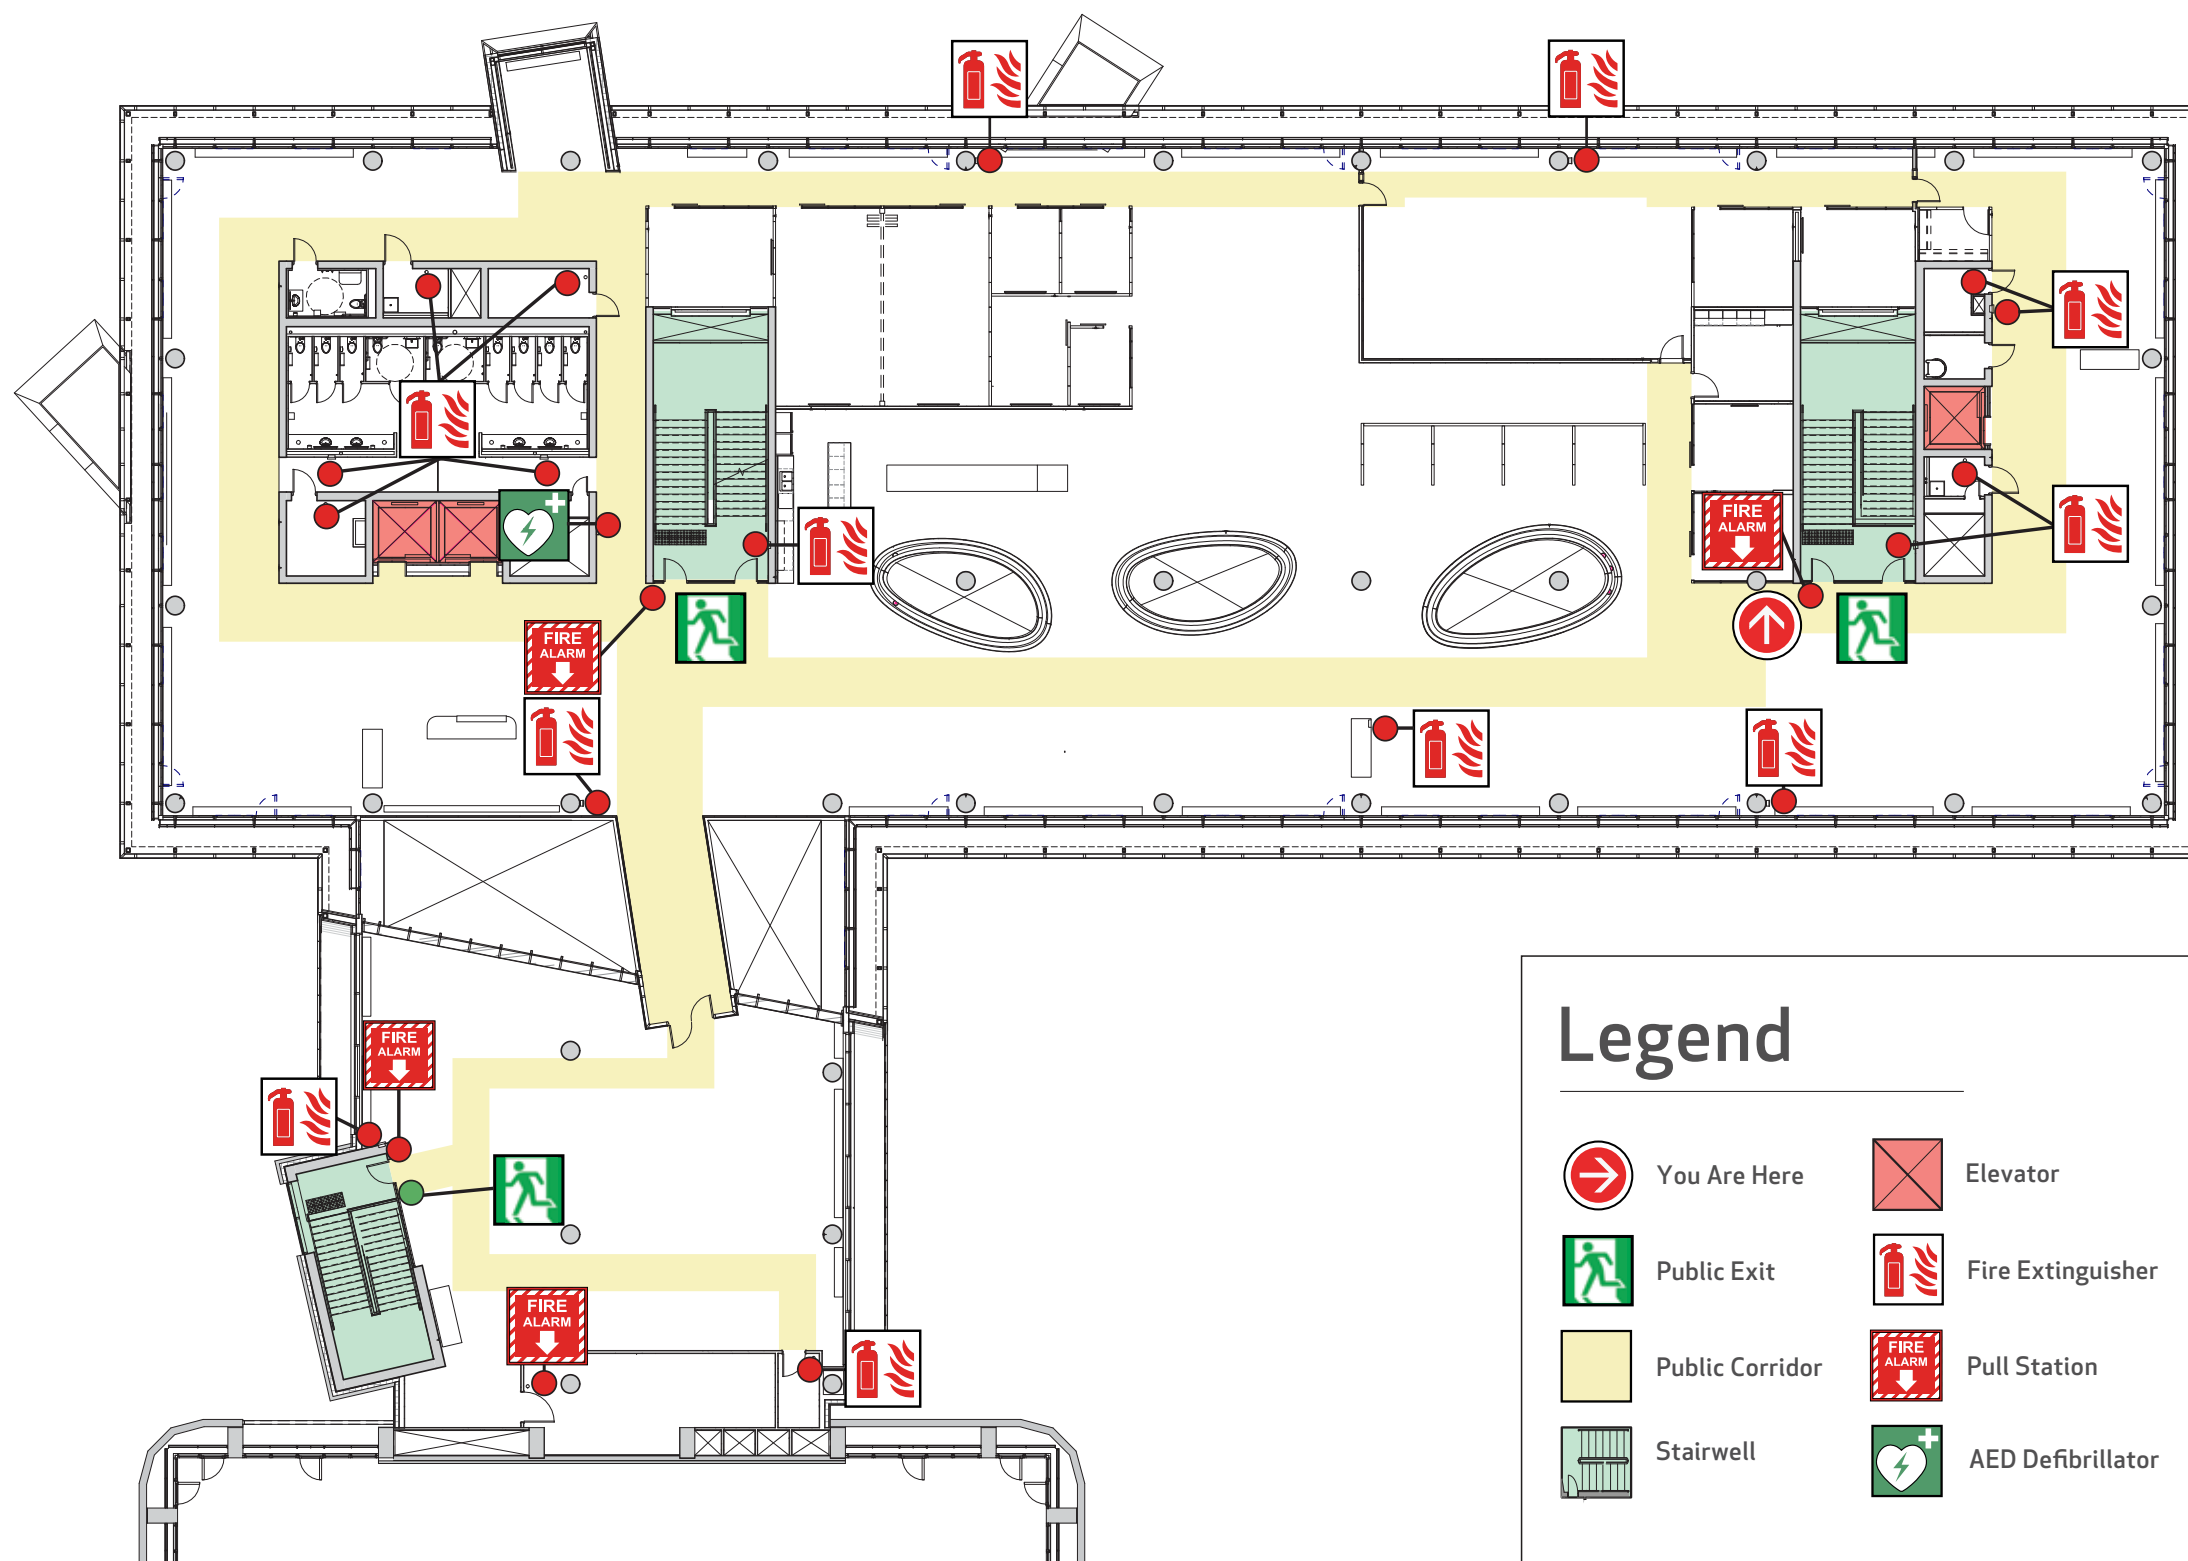 FIRE
ALARM
FIRE
ALARM
FIRE
ALARM
FIRE
ALARM
Legend
You Are Here
Elevator
Public Exit
Fire Extinguisher
Public Corridor
FIRE
ALARM
Pull Station
Stairwell
AED Defibrillator